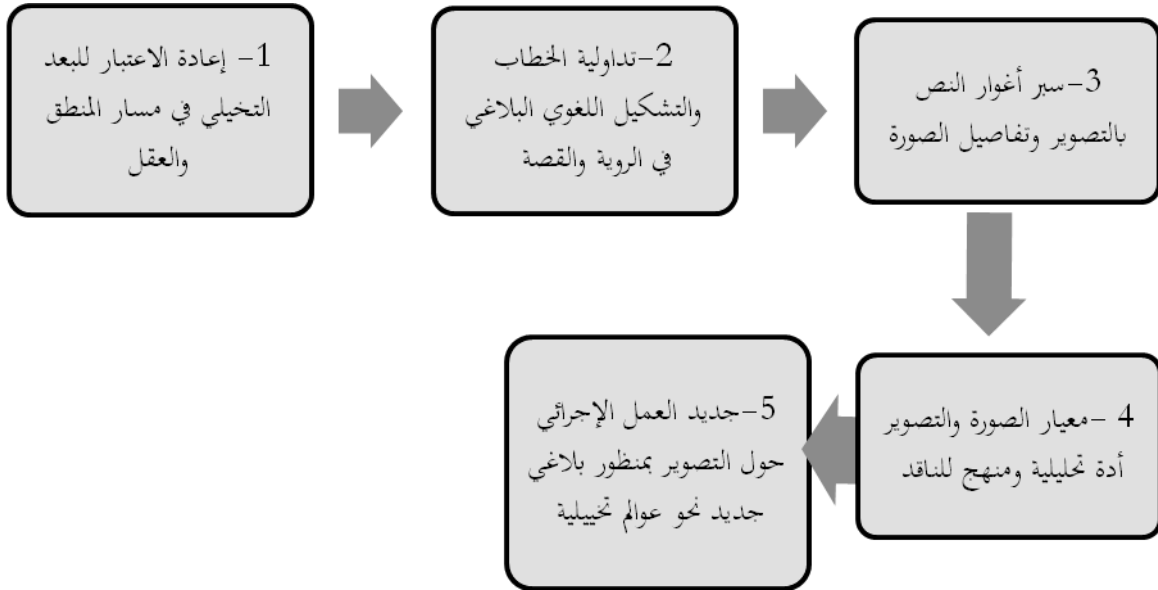 1- إعادة الاعتبار للبعد
التخيلي في مسار المنطق
والعقل
2-تداولية الخطاب
والتشكيل اللغوي البلاغي
في الروية والقصة
3-سبر أغوار النص
بالتصوير وتفاصيل الصورة
4 -معيار الصورة والتصوير
أدة تحليلية ومنهج للناقد
5-جديد العمل الإجرائي
حول التصوير بمنظور بلاغي
جديد نحو عوالم تخييلية